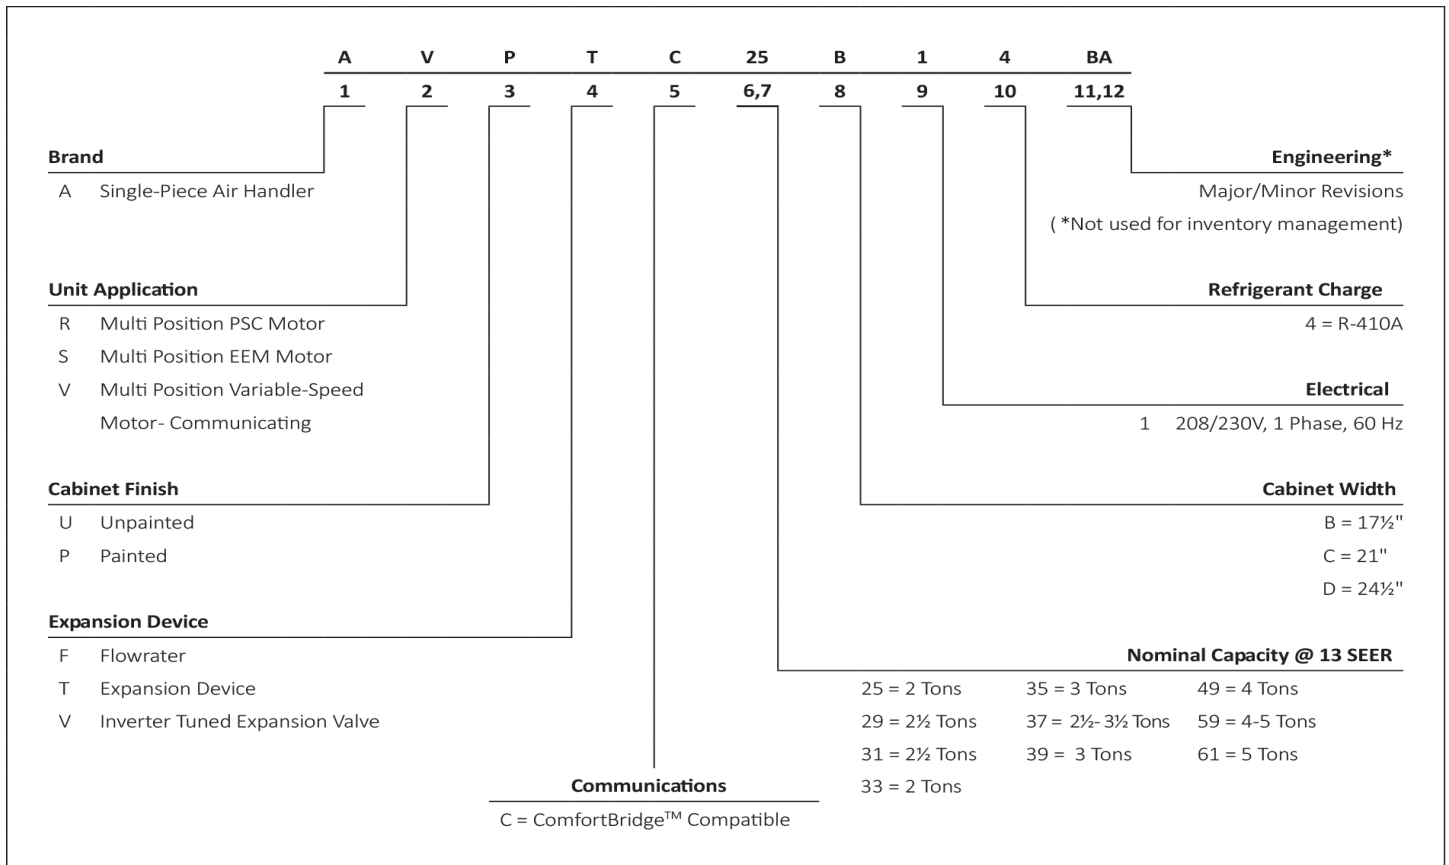 A V P T C 25 B 1 4 BA
1 2 3 4 5 6,7 8 9 10 11,12
Brand
A Single-Piece Air Handler
Unit Application
R Multi Position PSC Motor
S Multi Position EEM Motor
V Multi Position Variable-Speed
Motor- Communicating
Cabinet Finish
U Unpainted
P Painted
Expansion Device
F Flowrater
T Expansion Device
V Inverter Tuned Expansion Valve
Communications
C = ComfortBridge™ Compatible
Engineering*
Major/Minor Revisions
( *Not used for inventory management)
Refrigerant Charge
4 = R-410A
Electrical
1 208/230V, 1 Phase, 60 Hz
Cabinet Width
B = 17½"
C = 21"
D = 24½"
Nominal Capacity @ 13 SEER
25 = 2 Tons 35 = 3 Tons 49 = 4 Tons
29 = 2½ Tons 37 = 2½- 3½ Tons 59 = 4-5 Tons
31 = 2½ Tons 39 = 3 Tons 61 = 5 Tons
33 = 2 Tons